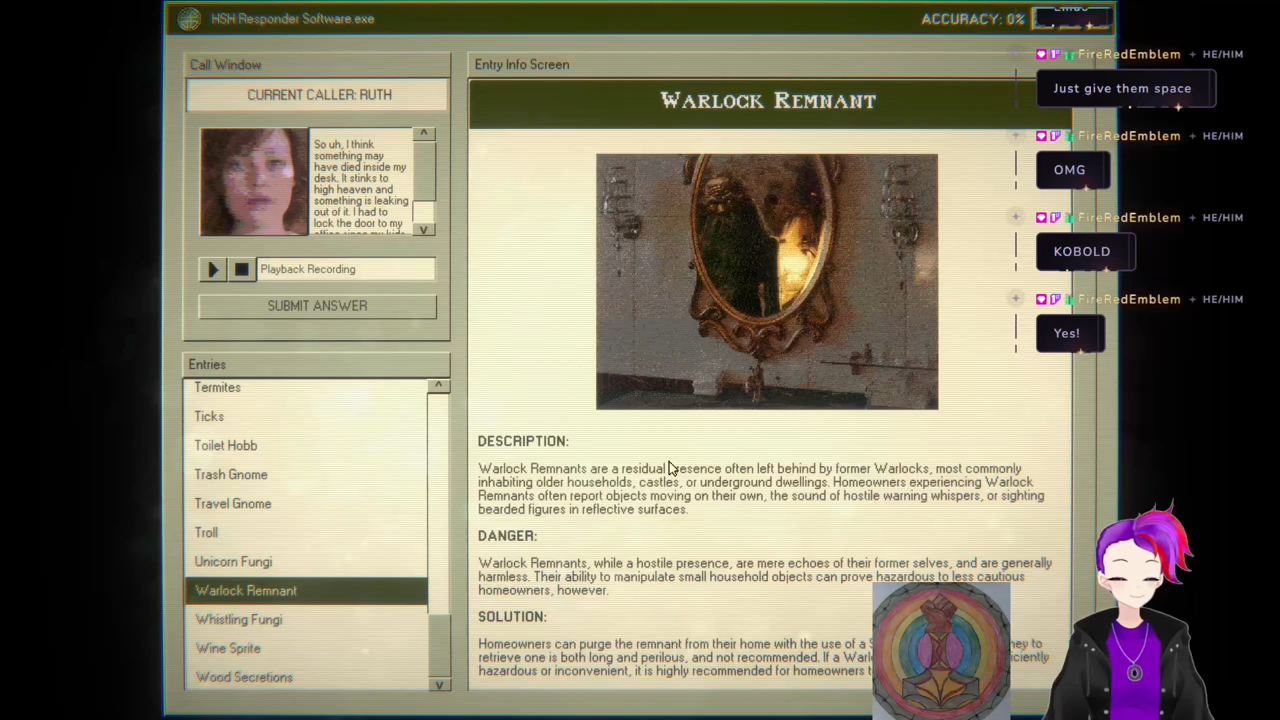 HSH Responder Software.exe
ACCURACY: 0%
Call Window
CURRENT CALLER: RUTH
So uh, I think
something may
have died inside my
desk. It stinks to
high heaven and
something is leaking
out of it. I had to
lock the door to my
Playback Recording
SUBMIT ANSWER
Entries
Termites
Ticks
Toilet Hobb
Trash Gnome
Travel Gnome
Troll
Unicorn Fungi
Warlock Remnant
Whistling Fungi
Wine Sprite
Wood Secretions
Entry Info Screen
WARLOCK REMNANT
DESCRIPTION:
Warlock Remnants are a residual presence often left behind by former Warlocks, most commonly
inhabiting older households, castles, or underground dwellings. Homeowners experiencing Warlock
Remnants often report objects moving on their own, the sound of hostile warning whispers, or sighting
bearded figures in reflective surfaces.
DANGER:
Warlock Remnants, while a hostile presence, are mere echoes of their former selves, and are generally
harmless. Their ability to manipulate small household objects can prove hazardous to less cautious
homeowners, however.
SOLUTION:
Homeowners can purge the remnant from their home with the use of a
retrieve one is both long and perilous, and not recommended. If a
hazardous or inconvenient, it is highly recommended for homeowners
FireRedEmblem + HE/HIM
Just give them space
FireRedEmblem + HE/HIM
OMG
FireRedEmblem + HE/HIM
KOBOLD
FireRedEmblem + HE/HIM
Yes!